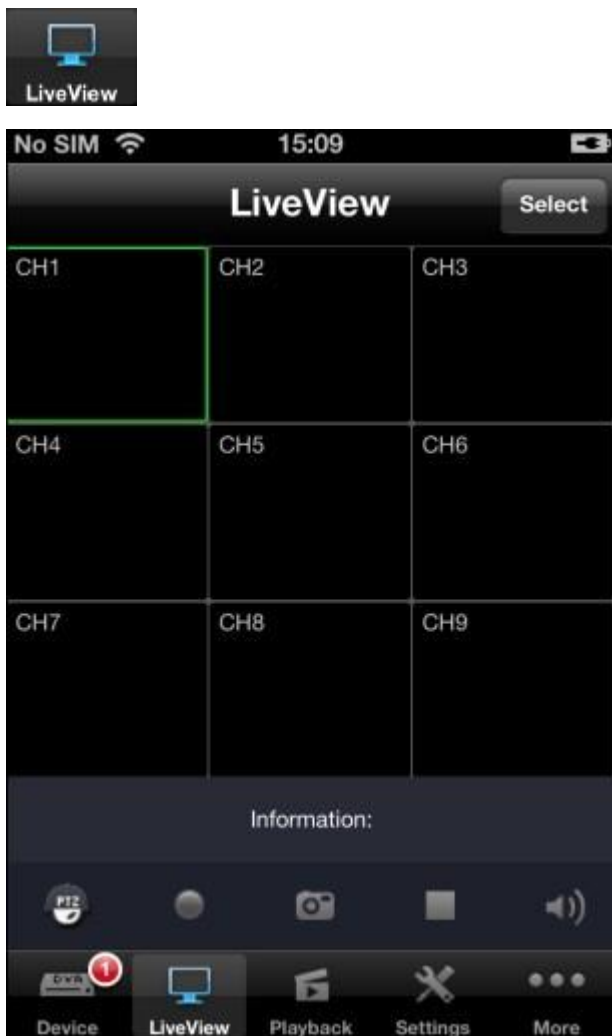 LiveView
No SIM 15:09
LiveView Select
CH1 CH2 CH3
CH4 CH5 CH6
CH7 CH8 CH9
Information:
PTZ
DVR 1
Device LiveView Playback Settings More